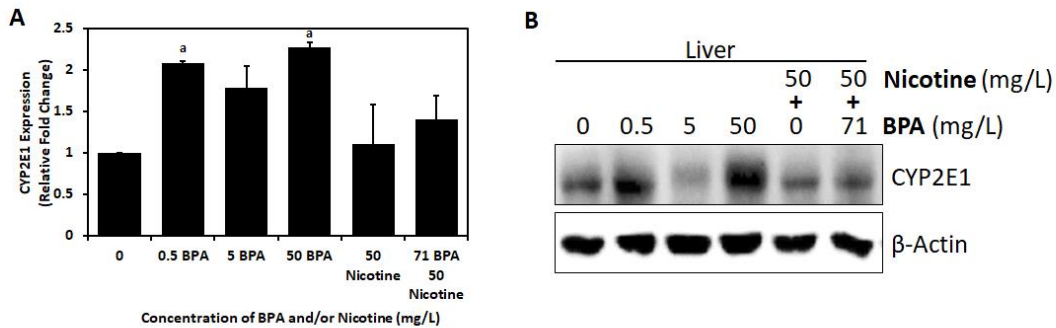 A
CYP2E1 Expression
(Relative Fold Change)
2.5
2
1.5
1
0.5
0
a
a
0
0.5 BPA
5 BPA
50 BPA
50
Nicotine
71 BPA
50
Nicotine
Concentration of BPA and/or Nicotine (mg/L)
B
Liver
50 50 Nicotine (mg/L)
+ +
0 0.5 5 50 0 71 BPA (mg/L)
CYP2E1
β-Actin